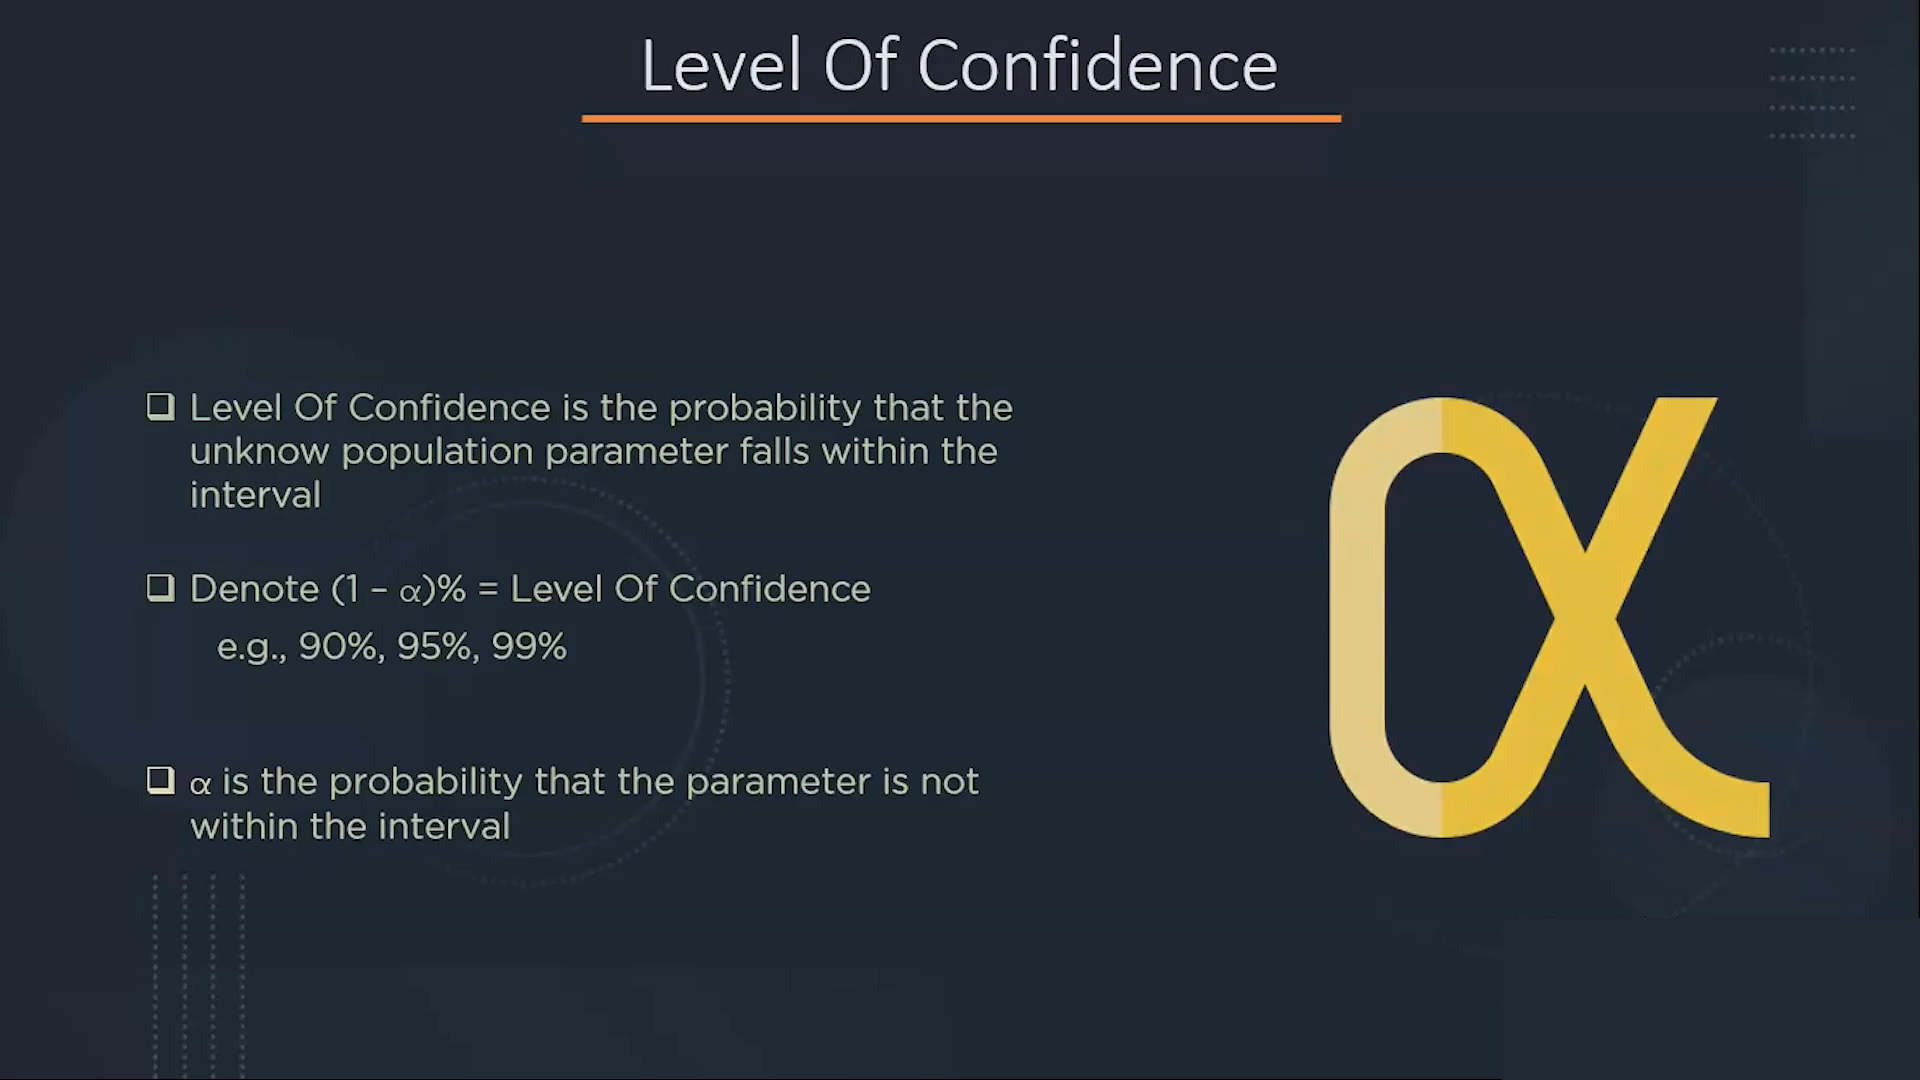 Level Of Confidence
❑ Level Of Confidence is the probability that the
unknow population parameter falls within the
interval
❑ Denote (1 – α)% = Level Of Confidence
e.g., 90%, 95%, 99%
❑ α is the probability that the parameter is not
within the interval
α